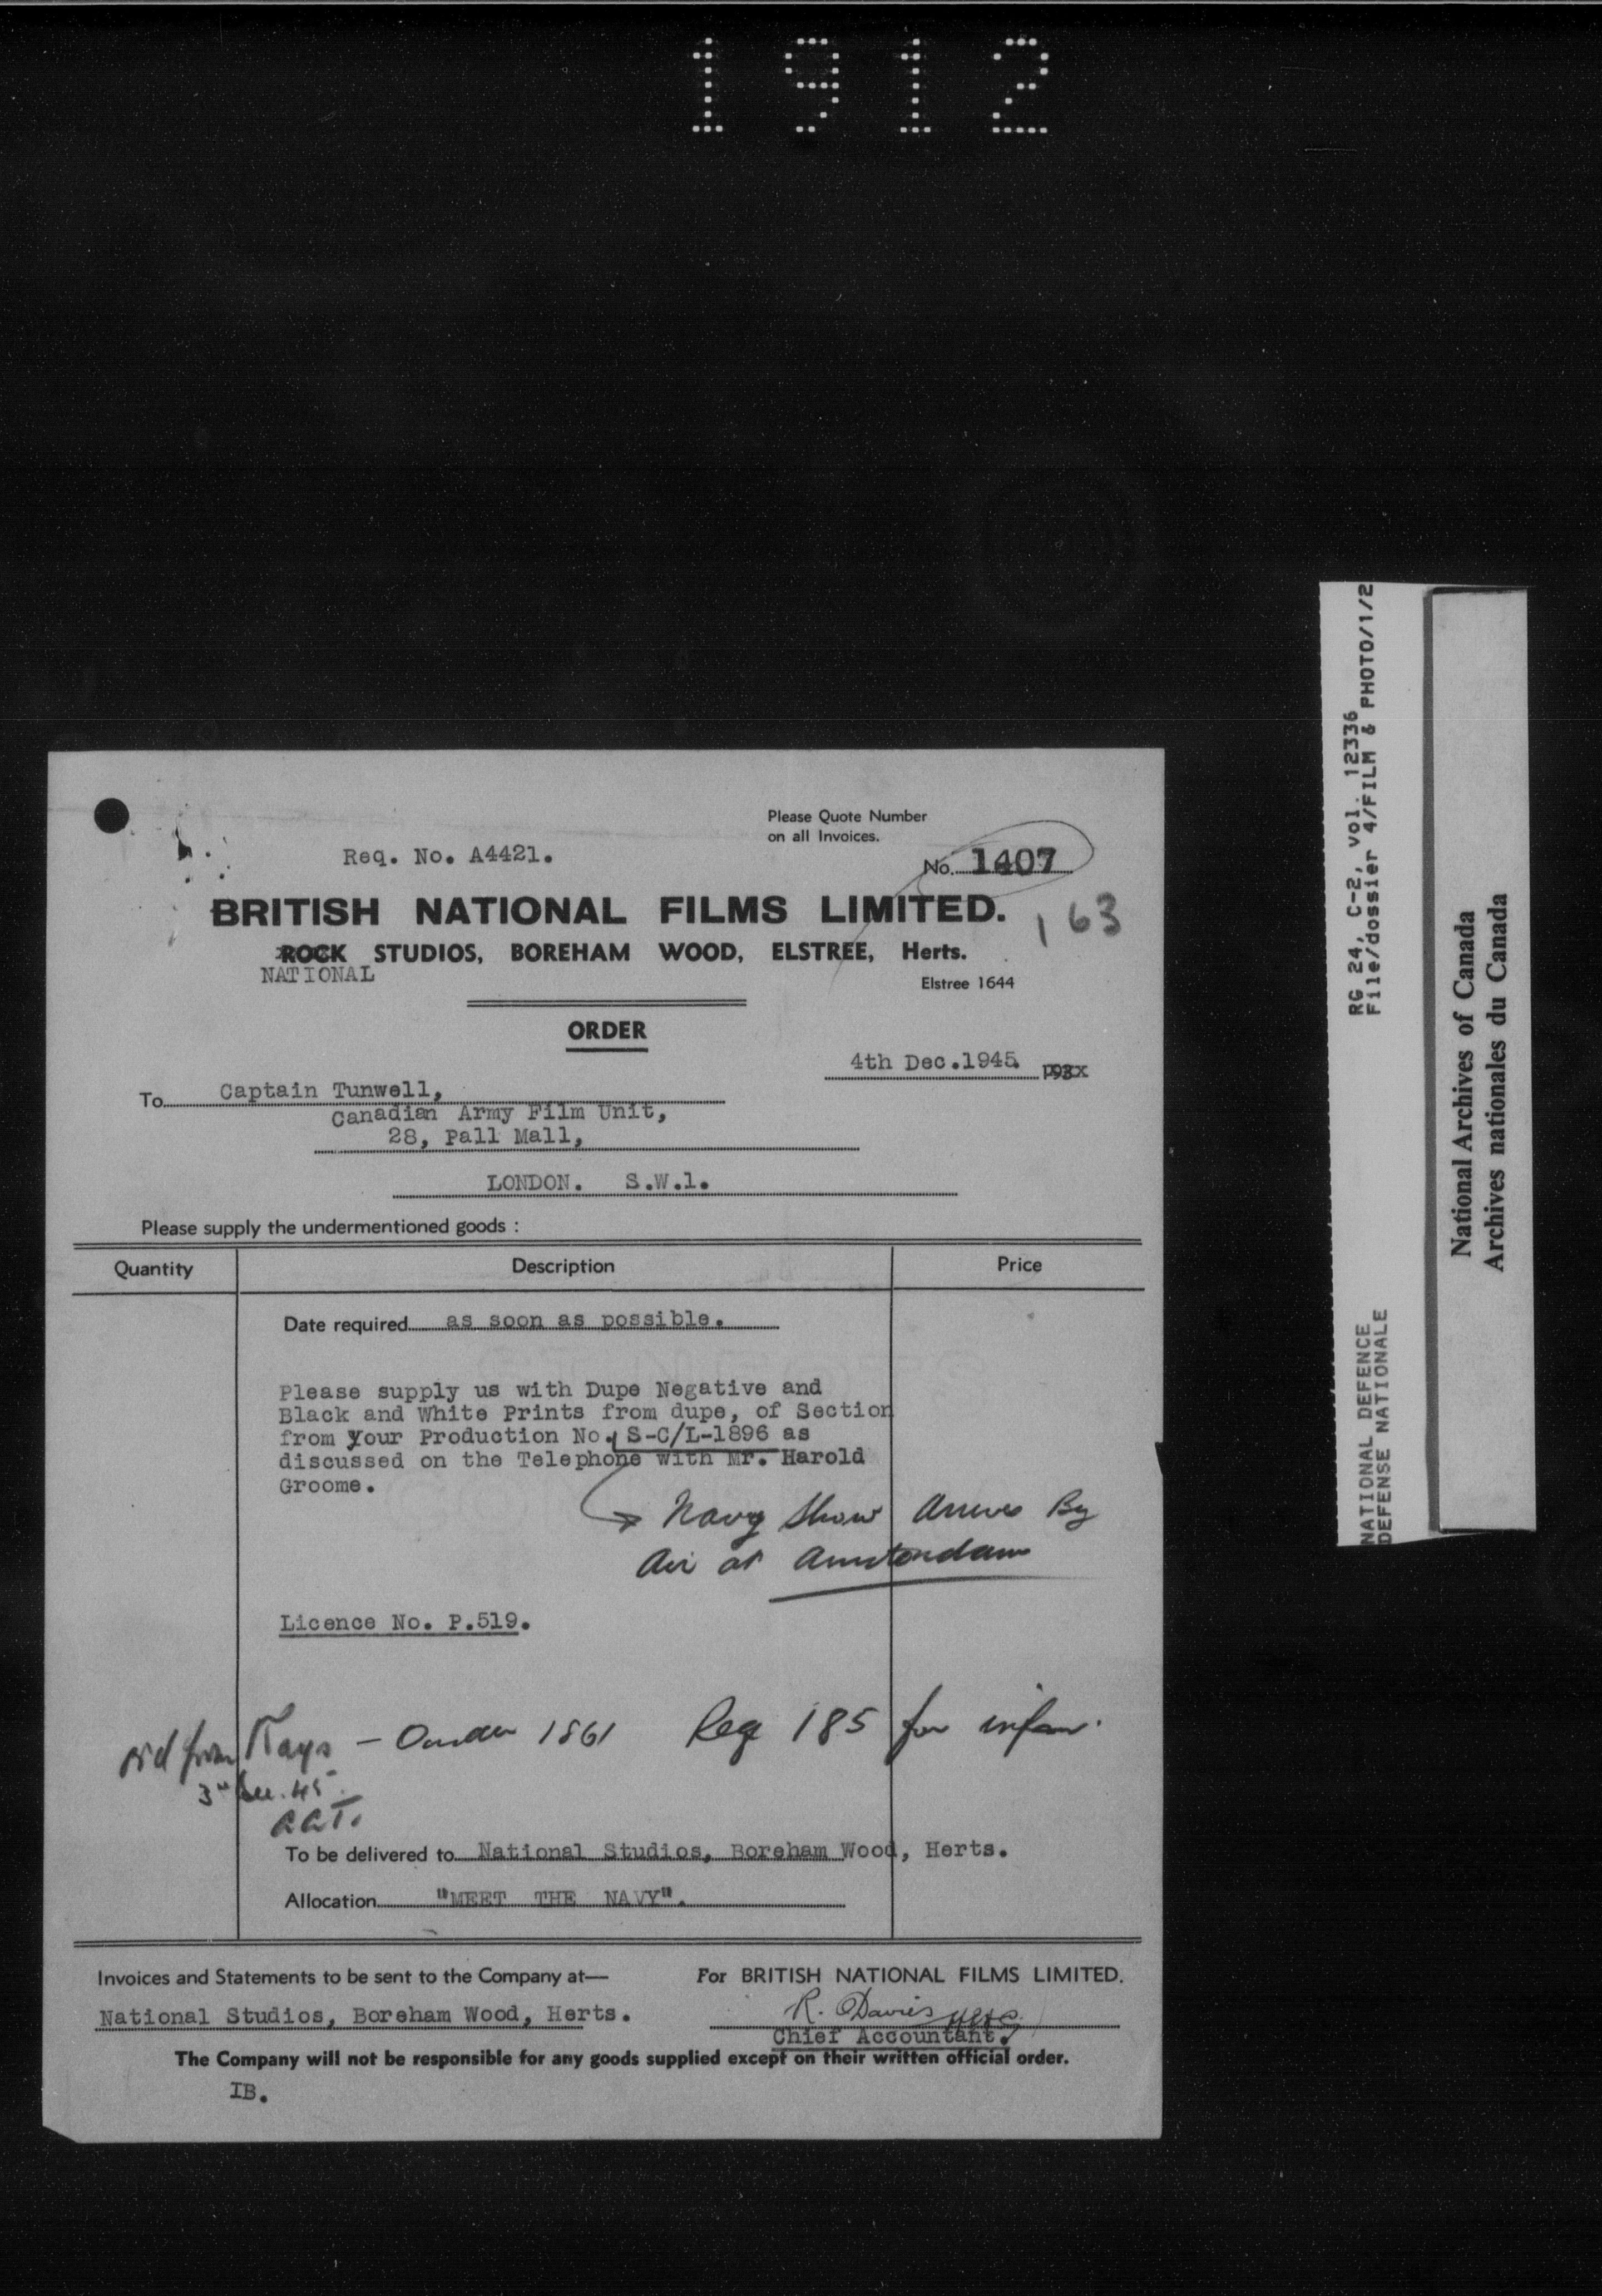 1912
Please Quote Number
on all Invoices.
Req. No. A4421.
No. 1407
BRITISH NATIONAL FILMS LIMITED.
163
ROCK STUDIOS, BOREHAM WOOD, ELSTREE, Herts.
NATIONAL
Elstree 1644
ORDER
4th Dec.1945.
To Captain Tunwell,
Canadian Army Film Unit,
28, Pall Mall,
LONDON. S.W.1.
Please supply the undermentioned goods :
Quantity Description Price
Date required as soon as possible.
Please supply us with Dupe Negative and
Black and White Prints from dupe, of Section
from Your Production No. S-C/L-1896 as
discussed on the Telephone with Mr. Harold
Groome.
Navy Show Arrives By
Air at Amsterdam
Licence No. P.519.
from Kays – Order 1861 Req 185 for infor.
3rd Dec. 45.
To be delivered to National Studios, Boreham Wood, Herts.
Allocation "MEET THE NAVY".
Invoices and Statements to be sent to the Company at—
For BRITISH NATIONAL FILMS LIMITED.
National Studios, Boreham Wood, Herts.
R. Davies
Chief Accountant.
The Company will not be responsible for any goods supplied except on their written official order.
IB.
RG 24, C-2, vol. 12336
File/dossier 4/FILM & PHOTO/1/2
NATIONAL DEFENCE
DEFENSE NATIONALE
National Archives of Canada
Archives nationales du Canada